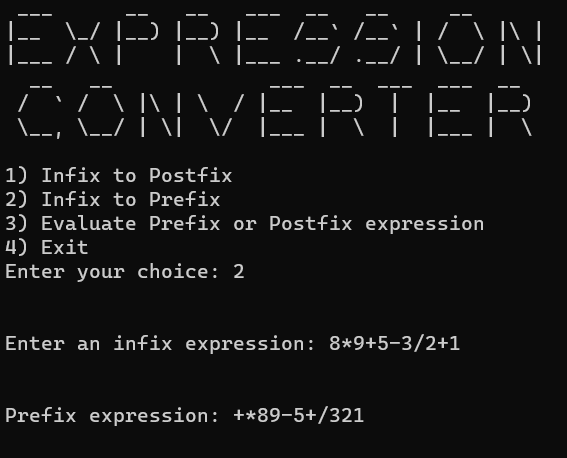 EXPRESSION
CONVERTER
1) Infix to Postfix
2) Infix to Prefix
3) Evaluate Prefix or Postfix expression
4) Exit
Enter your choice: 2
Enter an infix expression: 8*9+5-3/2+1
Prefix expression: +*89-5+/321